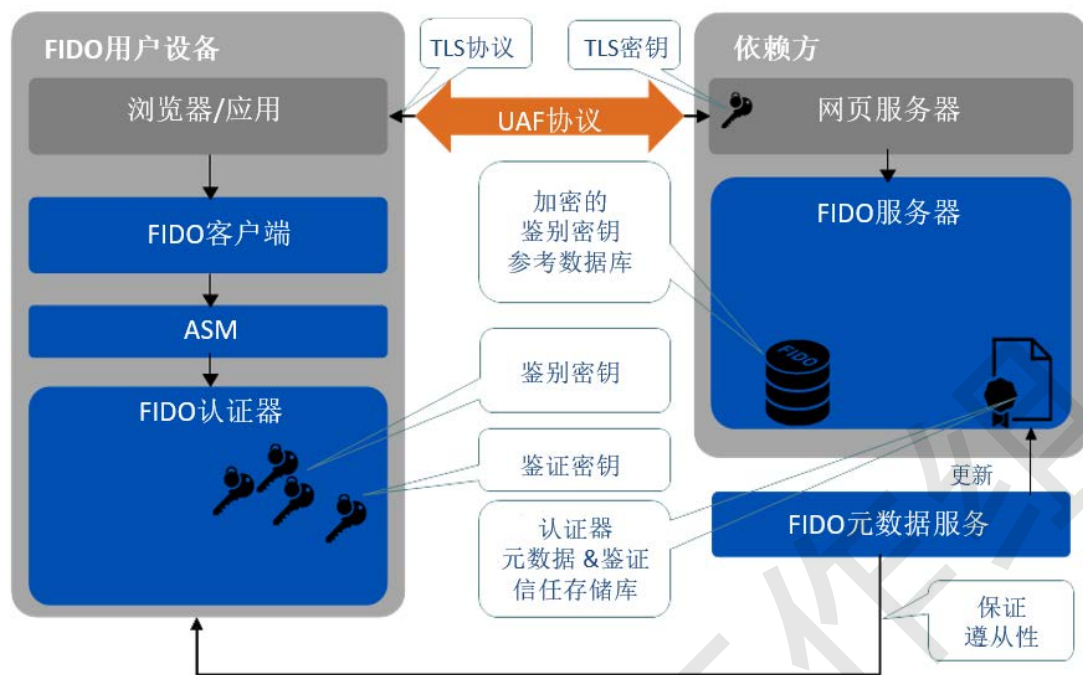 FIDO用户设备
浏览器/应用
FIDO客户端
ASM
FIDO认证器
TLS协议
TLS密钥
UAF协议
加密的
鉴别密钥
参考数据库
鉴别密钥
鉴证密钥
认证器
元数据 &鉴证
信任存储库
依赖方
网页服务器
FIDO服务器
FIDO
更新
FIDO元数据服务
保证
遵从性
作组